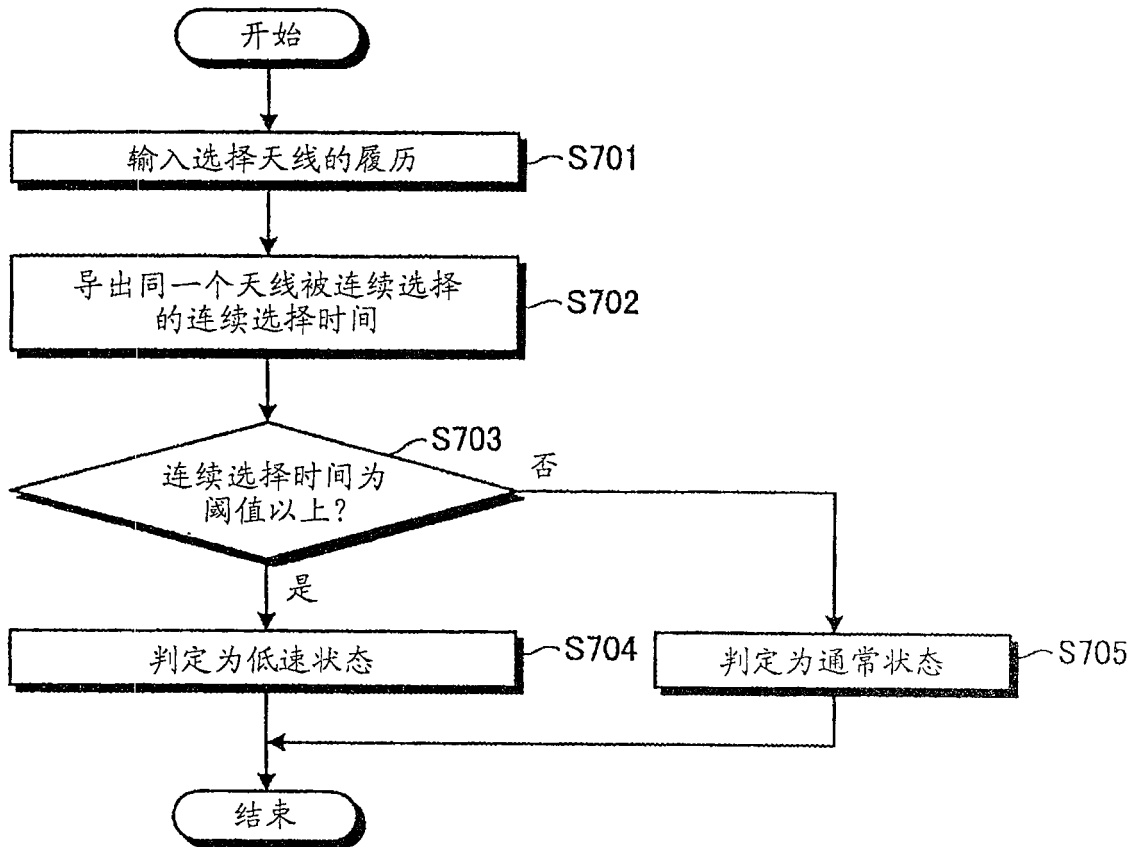 开始
输入选择天线的履历
S701
导出同一个天线被连续选择
的连续选择时间
S702
S703
连续选择时间为
阈值以上?
否
是
判定为低速状态
S704
判定为通常状态
S705
结束